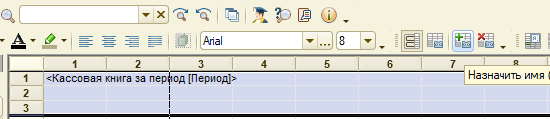 Arial
8
1 2 3 4 5 6 7 8
1 <Кассовая книга за период [Период]>
Назначить имя (
2
3